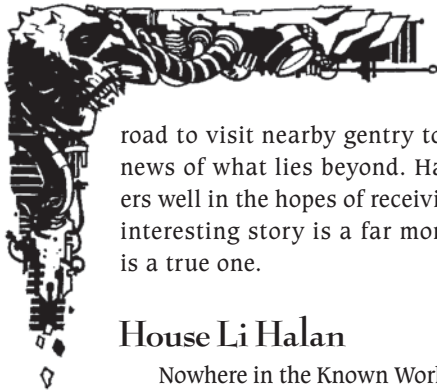 road to visit nearby gentry to
news of what lies beyond. Ha
ers well in the hopes of receivi
interesting story is a far mor
is a true one.
House Li Halan
Nowhere in the Known Worl